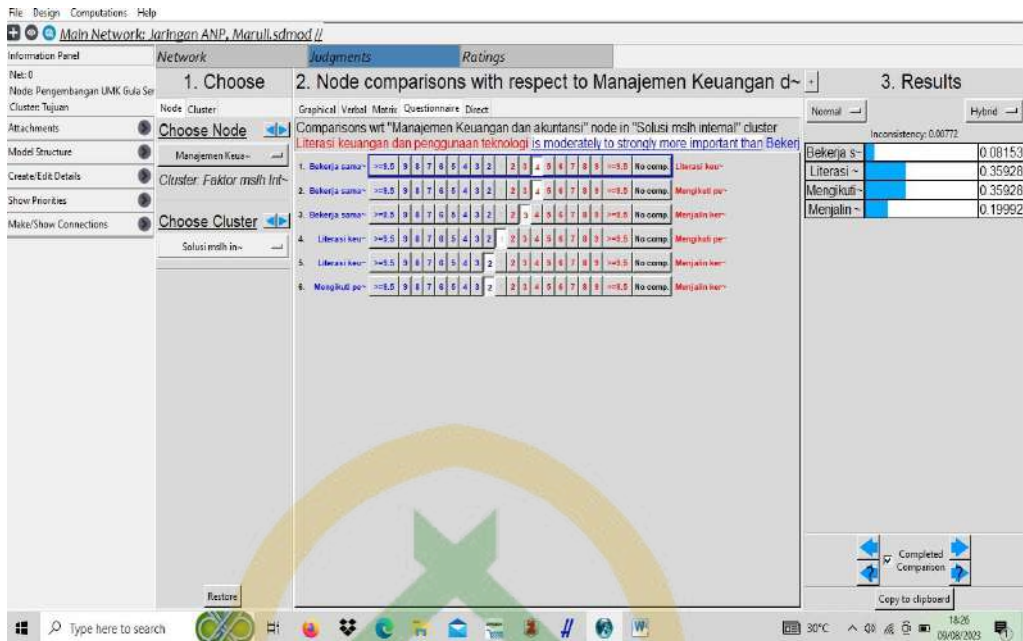 File Design Computations Help
Main Network: Jaringan ANP, Marull.sdmod //
Information Panel
Net: 0
Node: Pengembangan UMK Gula Ser
Cluster: Tujuan
Attachments
Model Structure
Create/Edit Details
Show Priorities
Make/Show Connections
Network Judgments Ratings
1. Choose
Node Cluster
Choose Node
Manajemen Keua~
Cluster: Faktor mslh Int~
Choose Cluster
Solusi mslh in~
Restore
2. Node comparisons with respect to Manajemen Keuangan d~ +
Graphical Verbal Matrix Questionnaire Direct
Comparisons wrt "Manajemen Keuangan dan akuntansi" node in "Solusi mslh internal" cluster
Literasi keuangan dan penggunaan teknologi is moderately to strongly more important than Bekerj
1. Bekerja sama~ >=9.5 9 8 7 6 5 4 3 2 2 3 4 5 6 7 8 9 >=9.5 No comp. Literasi keu~
2. Bekerja sama~ >=9.5 9 8 7 6 5 4 3 2 2 3 4 5 6 7 8 9 >=9.5 No comp. Mengikuti pe~
3. Bekerja sama~ >=9.5 9 8 7 6 5 4 3 2 2 3 4 5 6 7 8 9 >=9.5 No comp. Menjalin ker~
4. Literasi keu~ >=9.5 9 8 7 6 5 4 3 2 2 3 4 5 6 7 8 9 >=9.5 No comp. Mengikuti pe~
5. Literasi keu~ >=9.5 9 8 7 6 5 4 3 2 2 3 4 5 6 7 8 9 >=9.5 No comp. Menjalin ker~
6. Mengikuti pe~ >=9.5 9 8 7 6 5 4 3 2 2 3 4 5 6 7 8 9 >=9.5 No comp. Menjalin ker~
3. Results
Normal Hybrid
Inconsistency: 0.00772
Bekerja s~ 0.08153
Literasi ~ 0.35928
Mengikuti~ 0.35928
Menjalin ~ 0.19992
Completed
Comparison
Copy to clipboard
Type here to search
30°C
18:26
09/08/2023